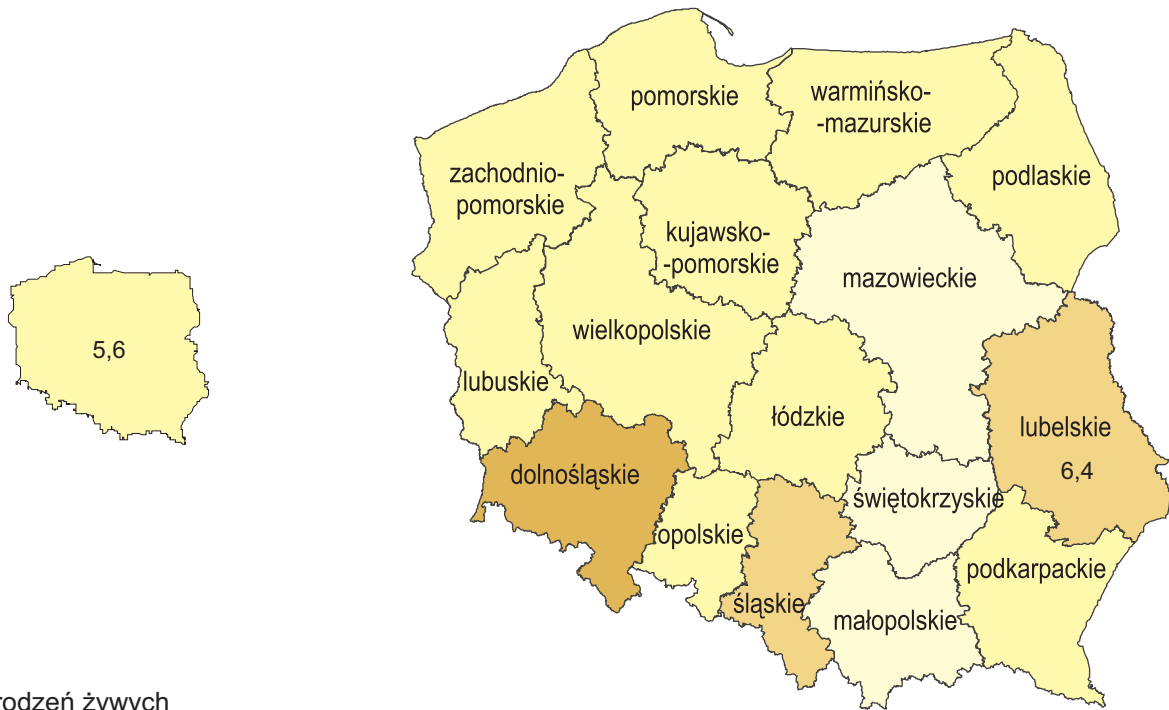 pomorskie
warmińsko-
-mazurskie
zachodnio-
pomorskie
podlaskie
kujawsko-
-pomorskie
mazowieckie
5,6
wielkopolskie
lubuskie
łódzkie
lubelskie
6,4
dolnośląskie
świętokrzyskie
opolskie
podkarpackie
śląskie
małopolskie
żywych